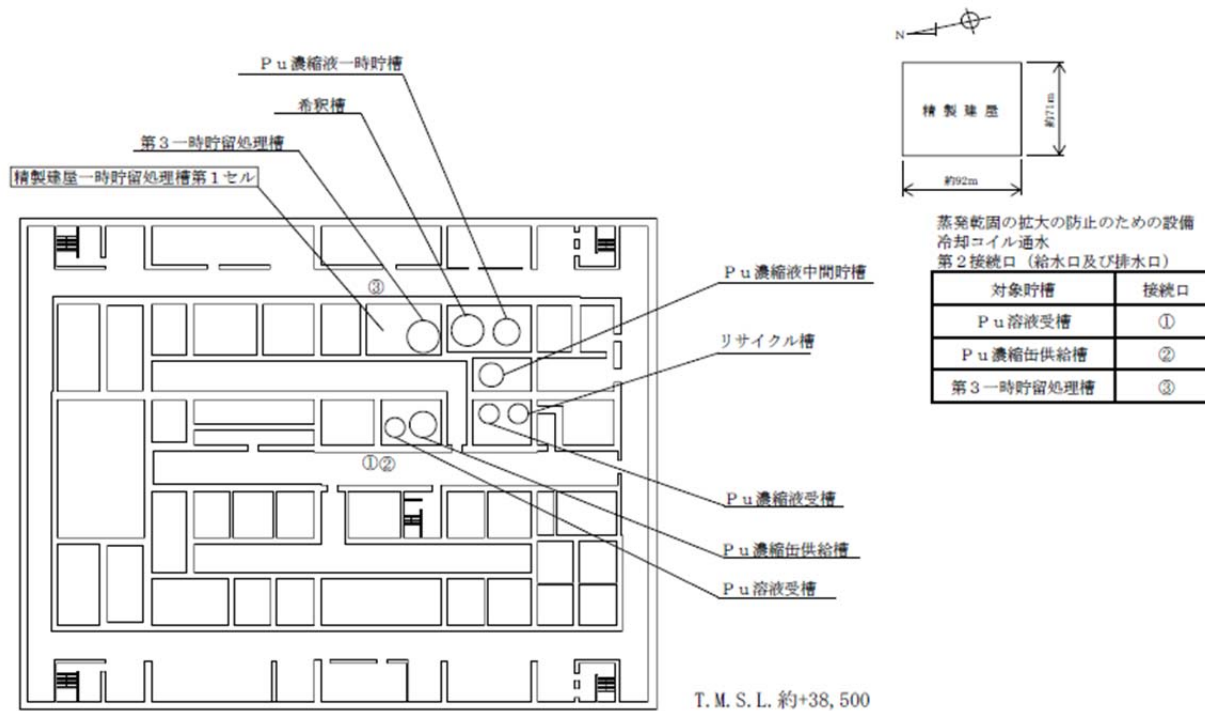 Ｐｕ濃縮液一時貯槽
希釈槽
第３一時貯留処理槽
精製建屋一時貯留処理槽第１セル
③
①②
Ｐｕ濃縮液中間貯槽
リサイクル槽
Ｐｕ濃縮液受槽
Ｐｕ濃縮缶供給槽
Ｐｕ溶液受槽
T.M.S.L.約+38,500
N
精製建屋
約71m
約92m
蒸発乾固の拡大の防止のための設備
冷却コイル通水
第２接続口（給水口及び排水口）
対象貯槽 接続口
Ｐｕ溶液受槽 ①
Ｐｕ濃縮缶供給槽 ②
第３一時貯留処理槽 ③